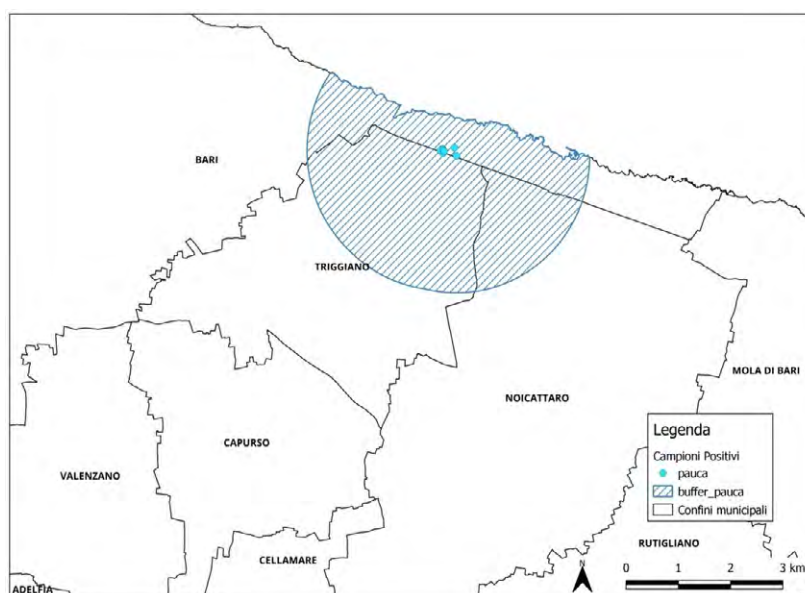 BARI
TRIGGIANO
MOLA DI BARI
NOICATTARO
CAPURSO
VALENZANO
CELLAMARE
ADELFIA
RUTIGLIANO
Legenda
Campioni Positivi
pauca
buffer_pauca
Confini municipali
N
0 1 2 3 km